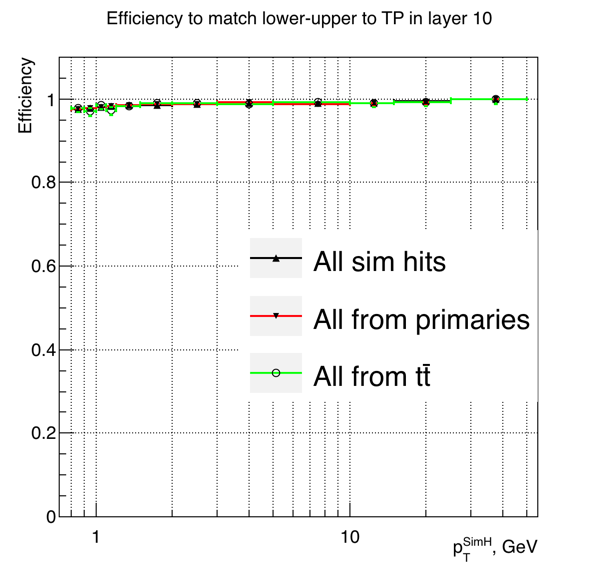 Efficiency to match lower-upper to TP in layer 10
Efficiency
1
0.8
0.6
0.4
0.2
0
All sim hits
All from primaries
All from tt̄
1
10
p_T^SimH, GeV